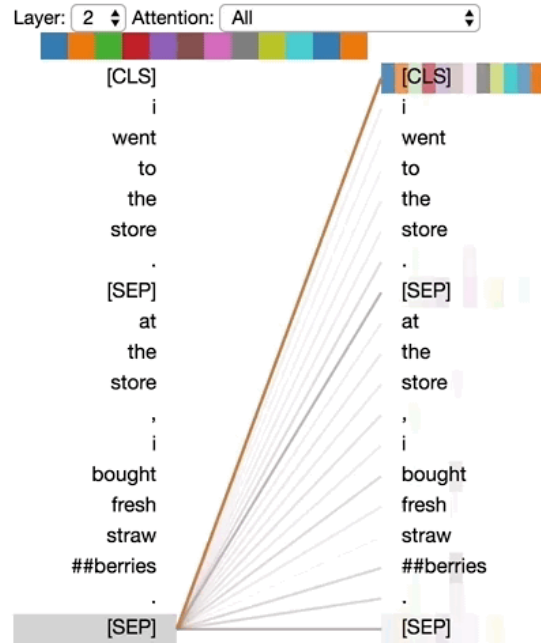 Layer: 2 Attention: All
[CLS] [CLS]
i i
went went
to to
the the
store store
. .
[SEP] [SEP]
at at
the the
store store
, ,
i i
bought bought
fresh fresh
straw straw
##berries ##berries
. .
[SEP] [SEP]